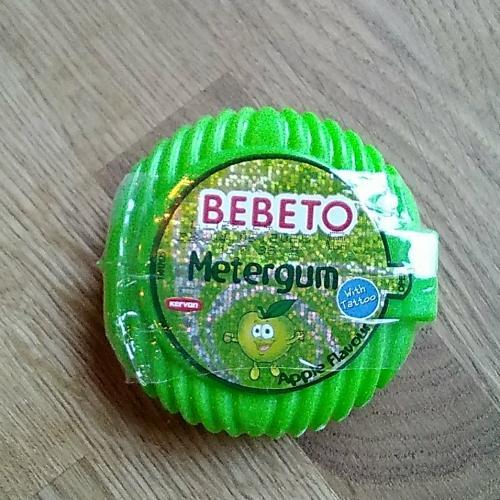 BEBETO
Metergum
KERVAN
With
Tattoo
Apple Flavour